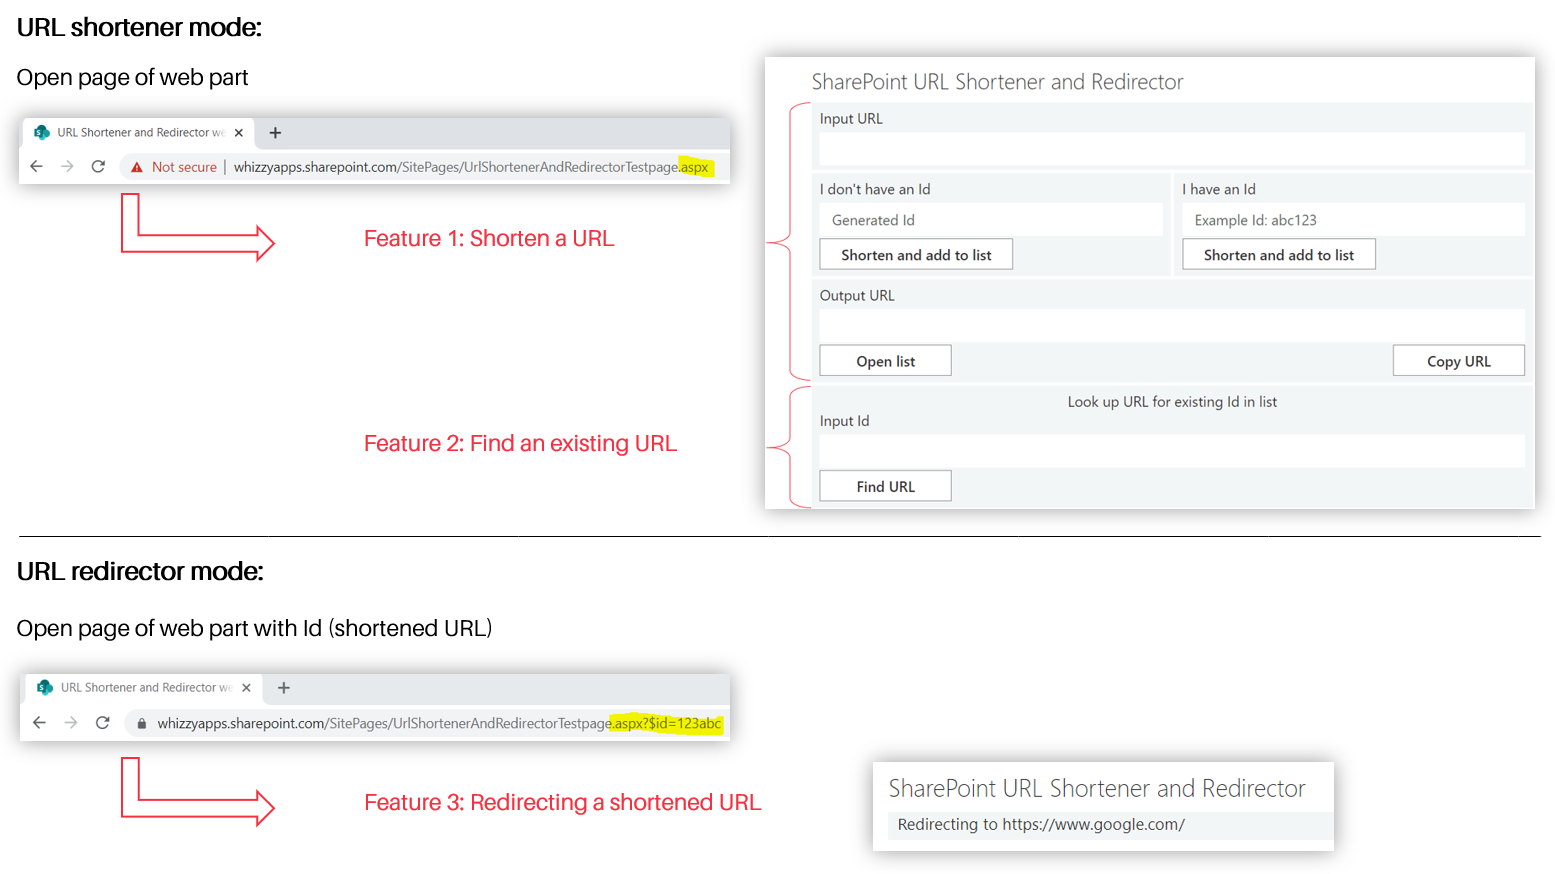 URL shortener mode:
Open page of web part
URL Shortener and Redirector we
Not secure | whizzyapps.sharepoint.com/SitePages/UrlShortenerAndRedirectorTestpage.aspx
Feature 1: Shorten a URL
Feature 2: Find an existing URL
SharePoint URL Shortener and Redirector
Input URL
I don't have an Id
I have an Id
Generated Id
Example Id: abc123
Shorten and add to list
Shorten and add to list
Output URL
Open list
Copy URL
Look up URL for existing Id in list
Input Id
Find URL
URL redirector mode:
Open page of web part with Id (shortened URL)
URL Shortener and Redirector we
whizzyapps.sharepoint.com/SitePages/UrlShortenerAndRedirectorTestpage.aspx?$id=123abc
Feature 3: Redirecting a shortened URL
SharePoint URL Shortener and Redirector
Redirecting to https://www.google.com/